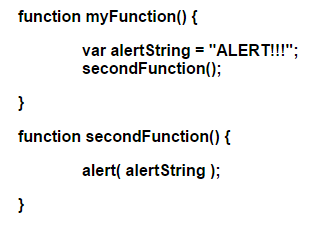 function myFunction() {
var alertString = "ALERT!!!";
secondFunction();
}
function secondFunction() {
alert( alertString );
}